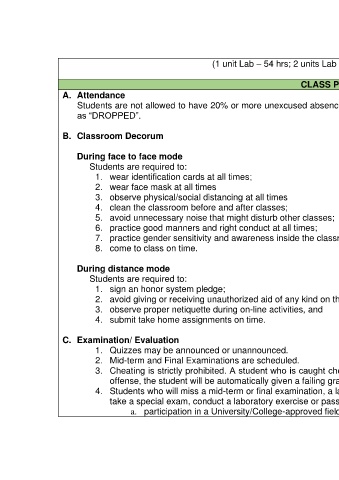 (1 unit Lab – 54 hrs; 2 units Lab
CLASS P
A. Attendance
Students are not allowed to have 20% or more unexcused absenc
as “DROPPED”.
B. Classroom Decorum
During face to face mode
Students are required to:
1. wear identification cards at all times;
2. wear face mask at all times
3. observe physical/social distancing at all times
4. clean the classroom before and after classes;
5. avoid unnecessary noise that might disturb other classes;
6. practice good manners and right conduct at all times;
7. practice gender sensitivity and awareness inside the classr
8. come to class on time.
During distance mode
Students are required to:
1. sign an honor system pledge;
2. avoid giving or receiving unauthorized aid of any kind on th
3. observe proper netiquette during on-line activities, and
4. submit take home assignments on time.
C. Examination/ Evaluation
1. Quizzes may be announced or unannounced.
2. Mid-term and Final Examinations are scheduled.
3. Cheating is strictly prohibited. A student who is caught che
offense, the student will be automatically given a failing gra
4. Students who will miss a mid-term or final examination, a la
take a special exam, conduct a laboratory exercise or pass
a. participation in a University/College-approved field